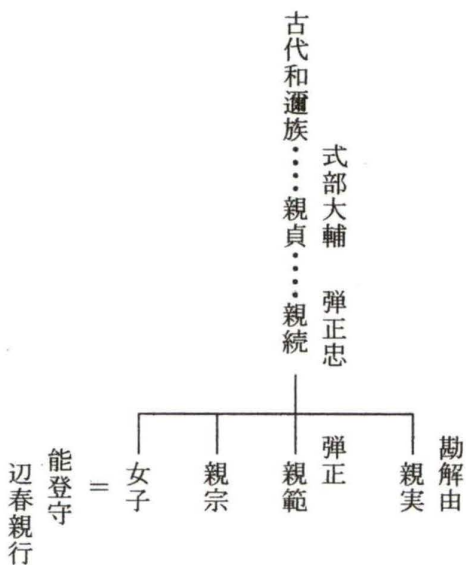 古代和邇族‥‥親貞‥‥親続
式部大輔
弾正忠
勘解由
親実
弾正
親範
親宗
女子
＝
能登守
辺春親行